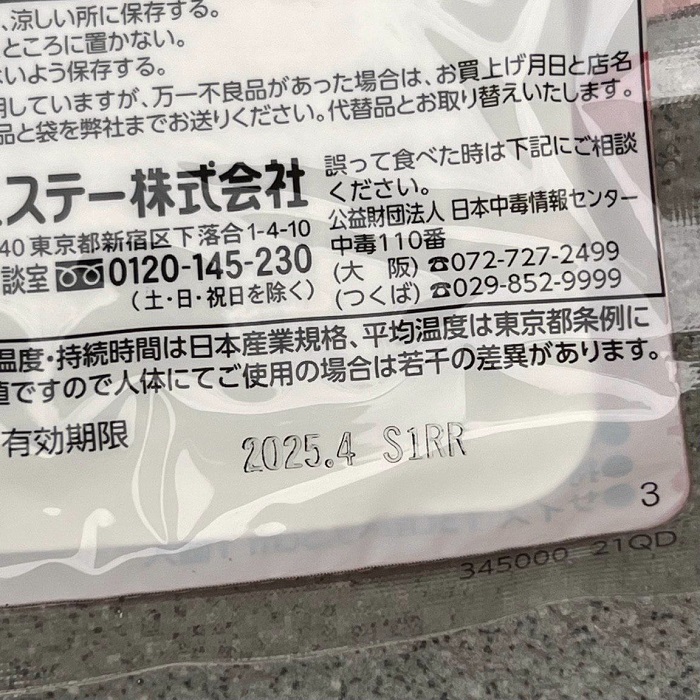 、涼しい所に保存する。
ところに置かない。
いよう保存する。
明していますが、万一不良品があった場合は、お買上げ月日と店名
品と袋を弊社までお送りください。代替品とお取り替えいたします。
ステー株式会社
40 東京都新宿区下落合1-4-10
談室 0120-145-230
(土・日・祝日を除く)
誤って食べた時は下記にご相談
ください。
公益財団法人 日本中毒情報センター
中毒110番
(大 阪) ☎072-727-2499
(つくば) ☎029-852-9999
温度・持続時間は日本産業規格、平均温度は東京都条例に
値ですので人体にてご使用の場合は若干の差異があります。
有効期限
2025.4 S1RR
3
345000 21QD